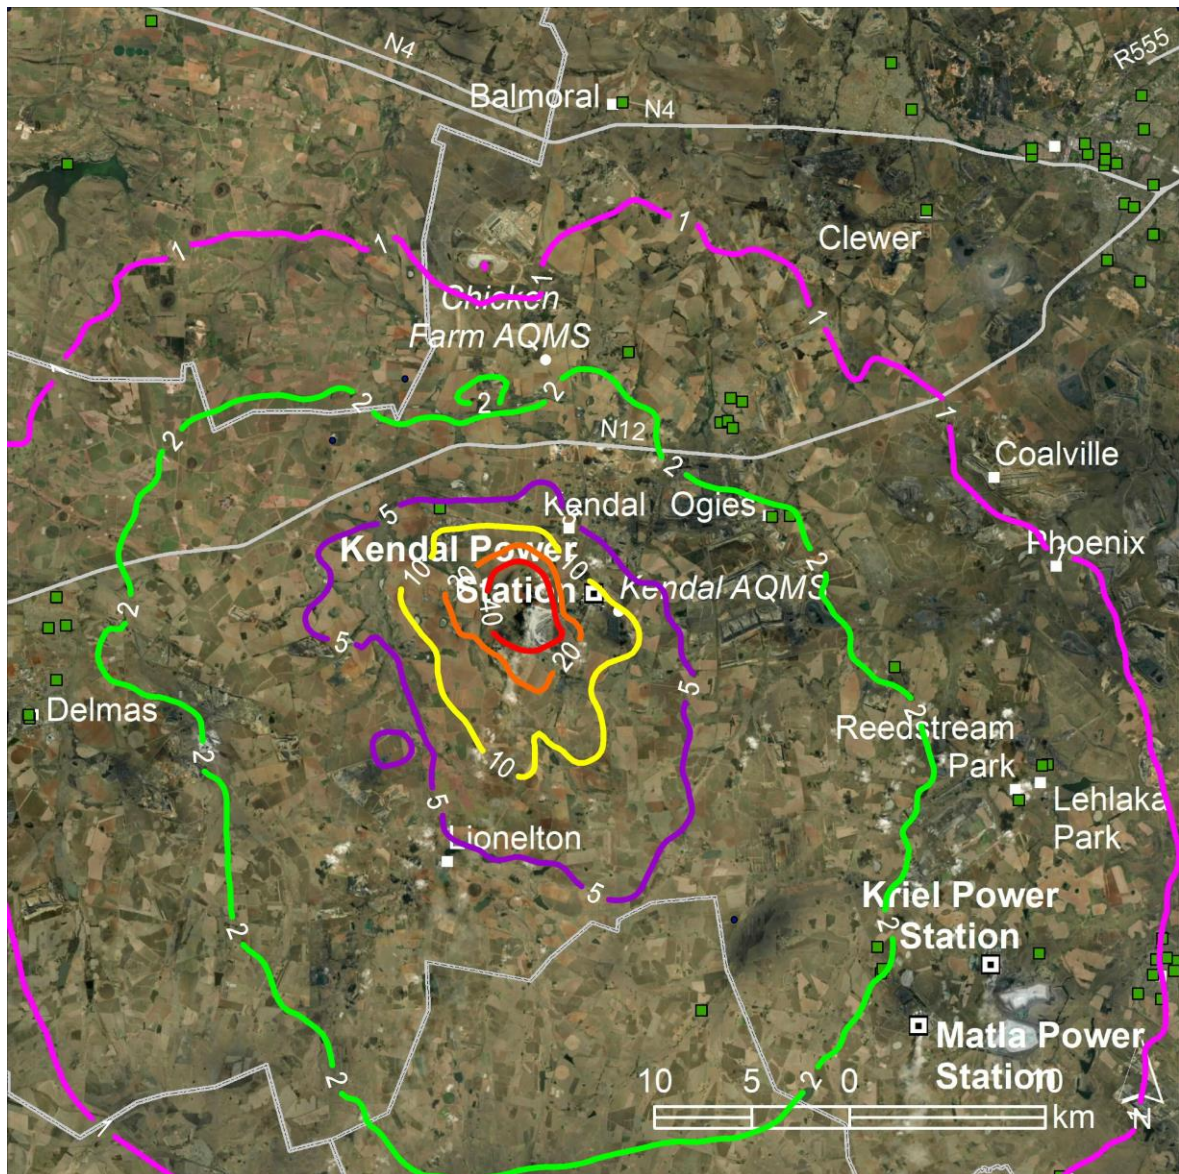 N4
R555
Balmoral
N4
1
1
1
Clewer
1
Chicken
Farm AQMS
1
1
2
2
2
1
2
N12
2
Coalville
5
Kendal
Ogies
Phoenix
Kendal Power
Station
10
20
10
2
Kendal AQMS
40
2
5
20
5
Delmas
2
Reedstream
Park
2
10
5
Lehlaka
Park
Lionelton
5
Kriel Power
Station
2
2
Matla Power
Station
2
2
10
5
0
10
km
1
N